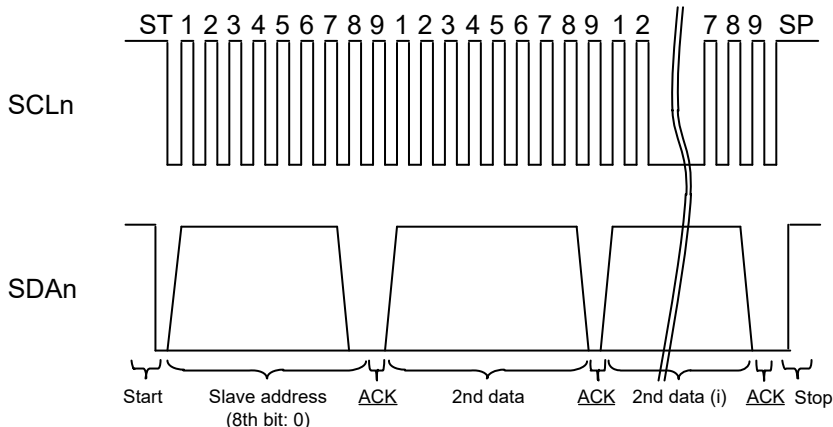 ST 1 2 3 4 5 6 7 8 9 1 2 3 4 5 6 7 8 9 1 2 7 8 9 SP
SCLn
SDAn
Start Slave address ACK 2nd data ACK 2nd data (i) ACK Stop
(8th bit: 0)